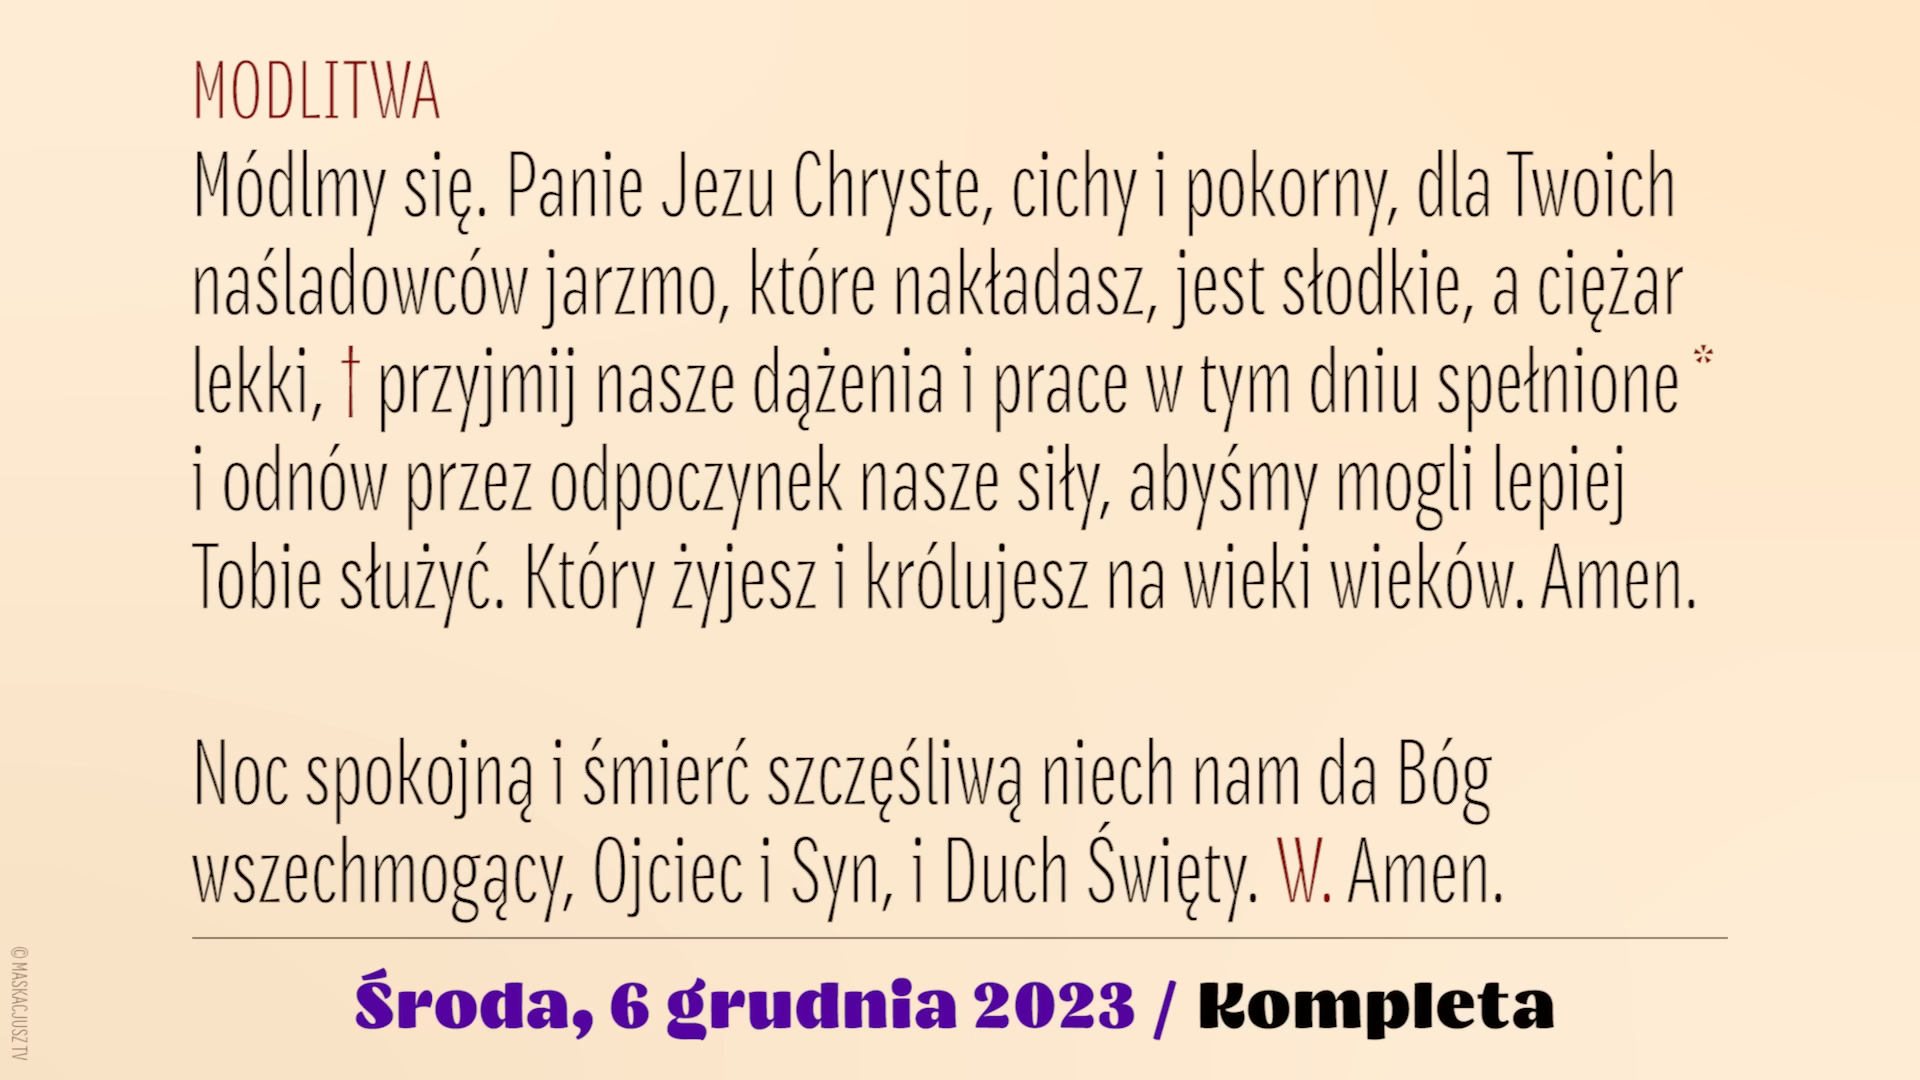 MODLITWA
Módlmy się. Panie Jezu Chryste, cichy i pokorny, dla Twoich
naśladowców jarzmo, które nakładasz, jest słodkie, a ciężar
lekki, † przyjmij nasze dążenia i prace w tym dniu spełnione *
i odnów przez odpoczynek nasze siły, abyśmy mogli lepiej
Tobie służyć. Który żyjesz i królujesz na wieki wieków. Amen.
Noc spokojną i śmierć szczęśliwą niech nam da Bóg
wszechmogący, Ojciec i Syn, i Duch Święty. W. Amen.
Środa, 6 grudnia 2023 / Kompleta
© MASKACJUSZ TV